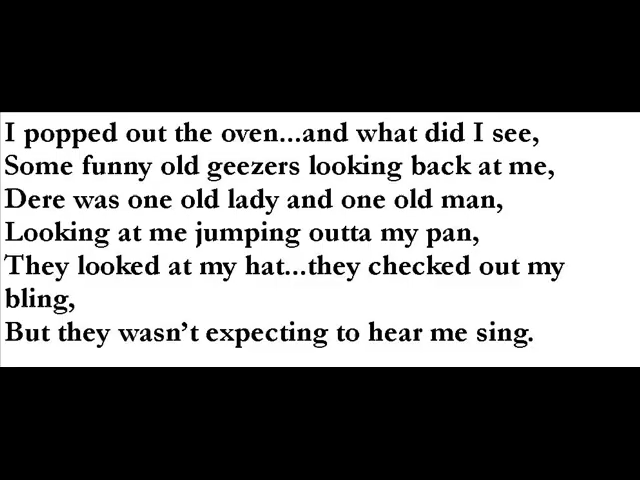 I popped out the oven...and what did I see,
Some funny old geezers looking back at me,
Dere was one old lady and one old man,
Looking at me jumping outta my pan,
They looked at my hat...they checked out my
bling,
But they wasn’t expecting to hear me sing.